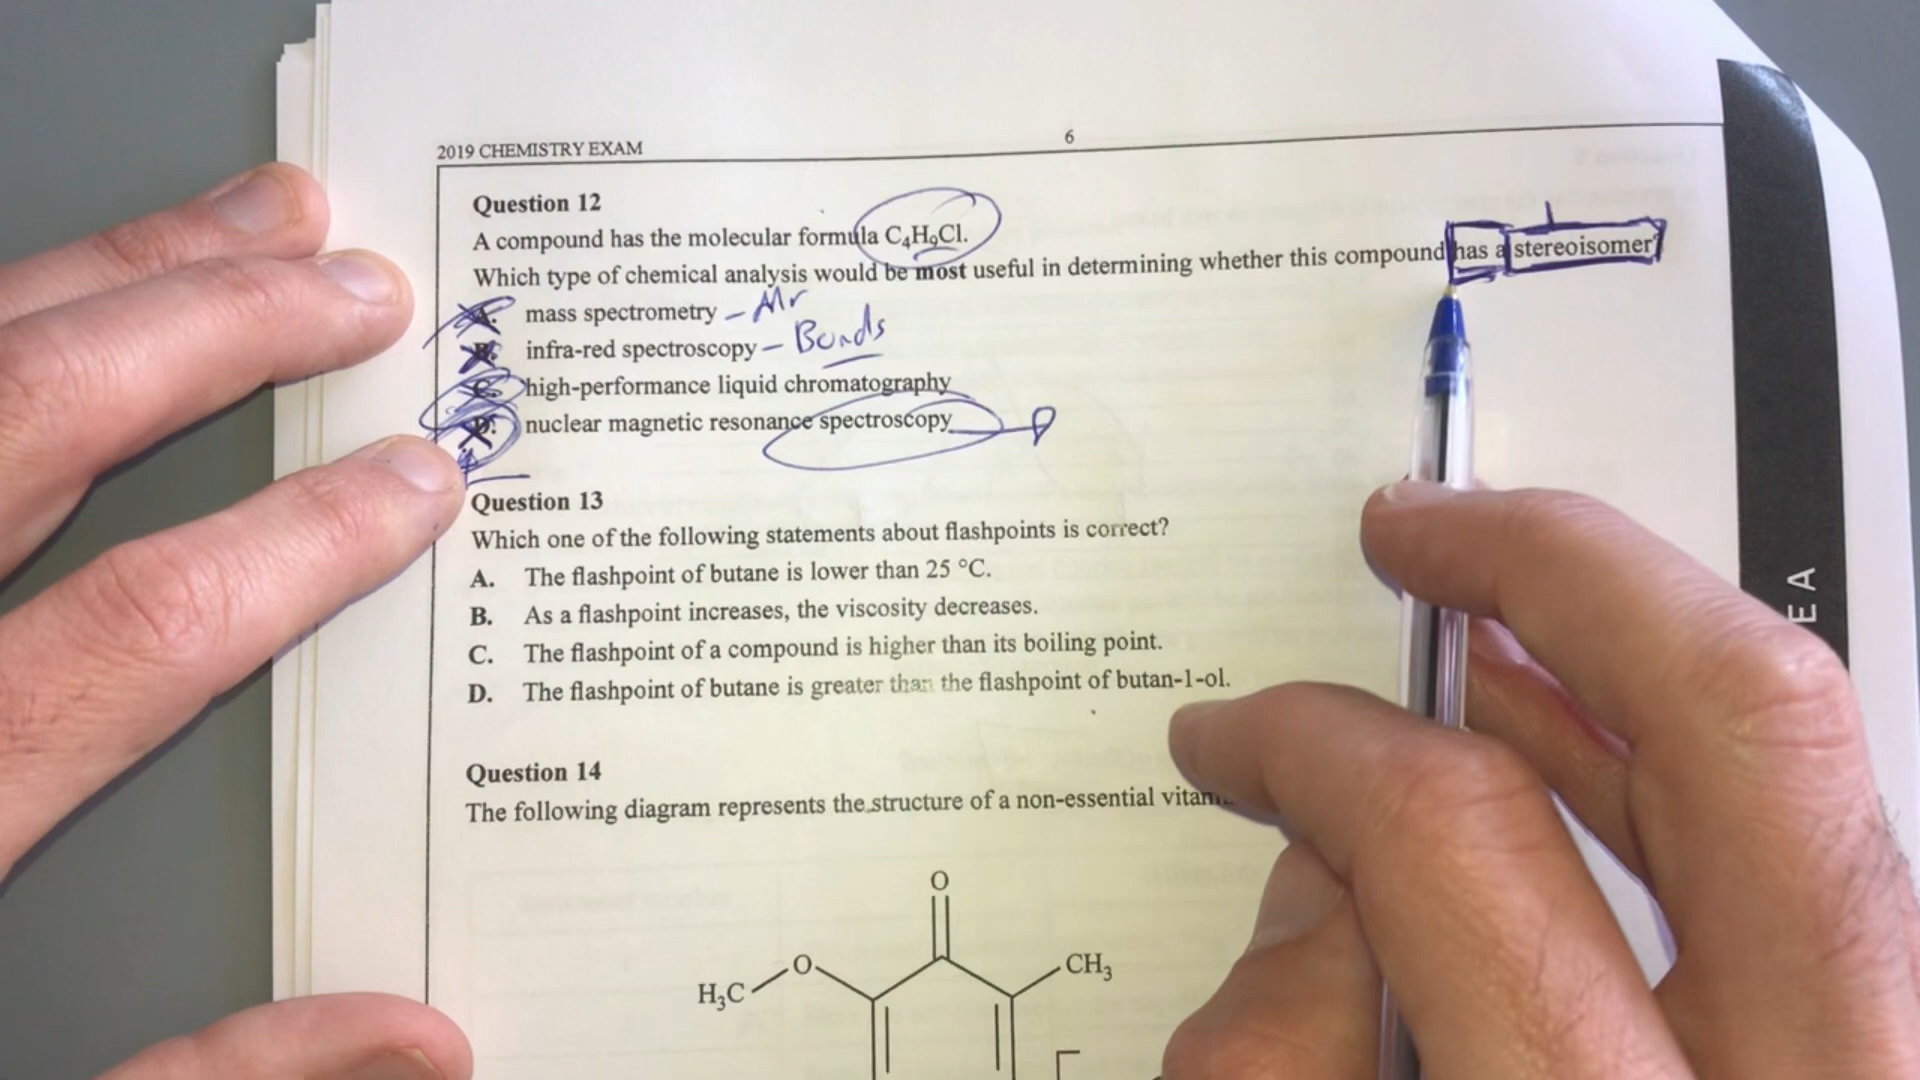 2019 CHEMISTRY EXAM
6
Question 12
A compound has the molecular formula C₄H₉Cl.
Which type of chemical analysis would be most useful in determining whether this compound has a stereoisomer?
A. mass spectrometry – Mr
B. infra-red spectroscopy – Bonds
C. high-performance liquid chromatography
D. nuclear magnetic resonance spectroscopy
Question 13
Which one of the following statements about flashpoints is correct?
A. The flashpoint of butane is lower than 25 °C.
B. As a flashpoint increases, the viscosity decreases.
C. The flashpoint of a compound is higher than its boiling point.
D. The flashpoint of butane is greater than the flashpoint of butan-1-ol.
Question 14
The following diagram represents the structure of a non-essential
O
O
CH₃
H₃C
E A